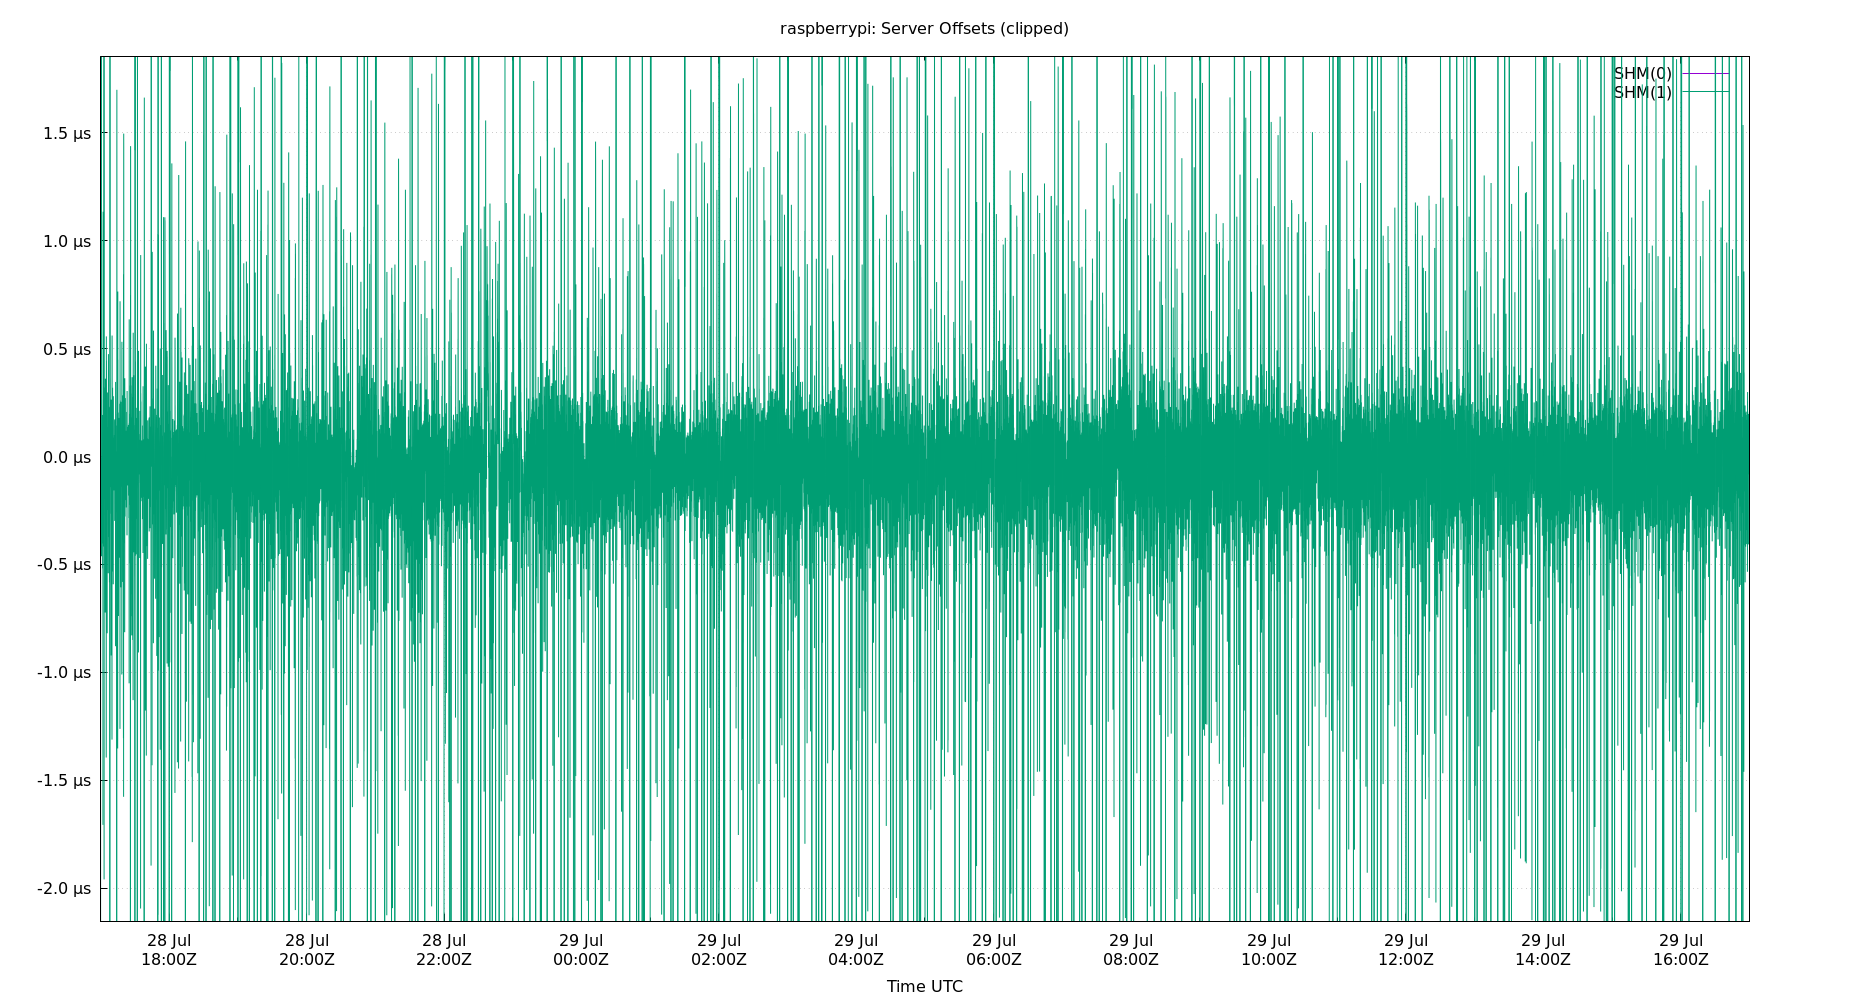 raspberrypi: Server Offsets (clipped)
SHM(0)
SHM(1)
1.5 µs
1.0 µs
0.5 µs
0.0 µs
-0.5 µs
-1.0 µs
-1.5 µs
-2.0 µs
28 Jul 28 Jul 28 Jul 29 Jul 29 Jul 29 Jul 29 Jul 29 Jul 29 Jul 29 Jul 29 Jul 29 Jul
18:00Z 20:00Z 22:00Z 00:00Z 02:00Z 04:00Z 06:00Z 08:00Z 10:00Z 12:00Z 14:00Z 16:00Z
Time UTC